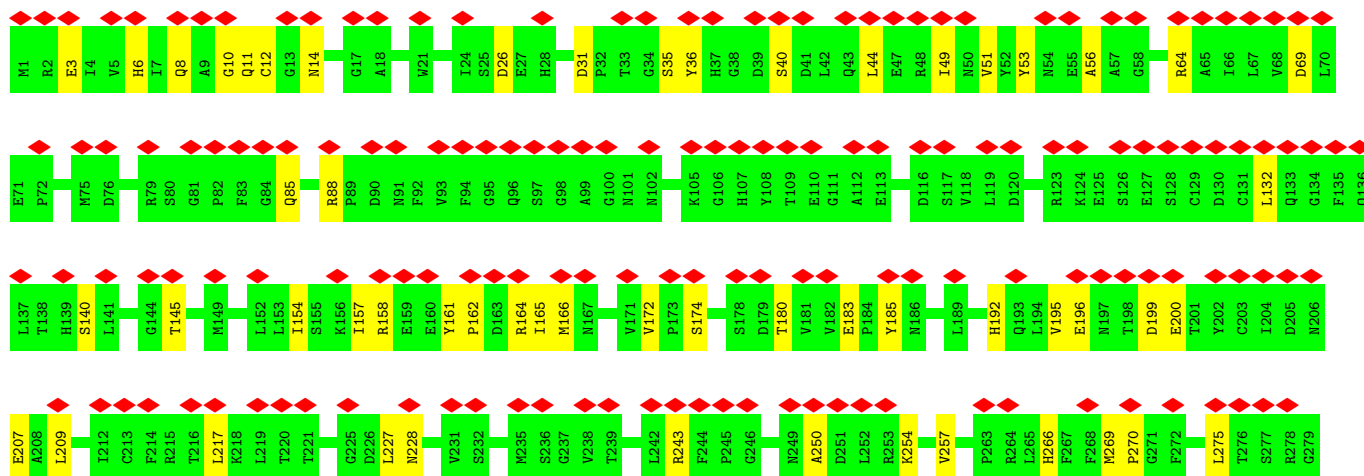 M1 R2 E3 I4 V5 H6 I7 Q8 A9 G10 Q11 C12 G13 N14 G17 A18 W21 I24 S25 D26 E27 H28 D31 P32 T33 G34 S35 Y36 H37 G38 D39 S40 D41 L42 Q43 L44 E47 R48 I49 N50 V51 Y52 Y53 N54 E55 A56 A57 G58 R64 A65 I66 L67 V68 D69 L70
E71 P72 M75 D76 R79 S80 G81 P82 F83 G84 Q85 R88 P89 D90 N91 F92 V93 F94 G95 Q96 S97 G98 A99 G100 N101 N102 K105 G106 H107 Y108 T109 E110 G111 A112 E113 D116 S117 V118 L119 D120 R123 K124 E125 S126 E127 S128 C129 D130 C131 L132 Q133 G134 F135 Q136
L137 T138 H139 S140 L141 G144 T145 M149 L152 L153 I154 S155 K156 I157 R158 E159 E160 Y161 P162 D163 R164 I165 M166 N167 V171 V172 P173 S174 S178 D179 T180 V181 V182 E183 P184 Y185 N186 L189 H192 Q193 L194 V195 E196 N197 T198 D199 E200 T201 Y202 C203 I204 D205 N206
E207 A208 L209 I212 C213 F214 R215 T216 L217 K218 L219 T220 T221 G225 D226 L227 N228 V231 S232 M235 S236 G237 V238 T239 L242 R243 F244 P245 G246 N249 A250 D251 L252 R253 K254 V257 P263 R264 L265 H266 F267 F268 M269 P270 G271 F272 L275 T276 S277 R278 G279